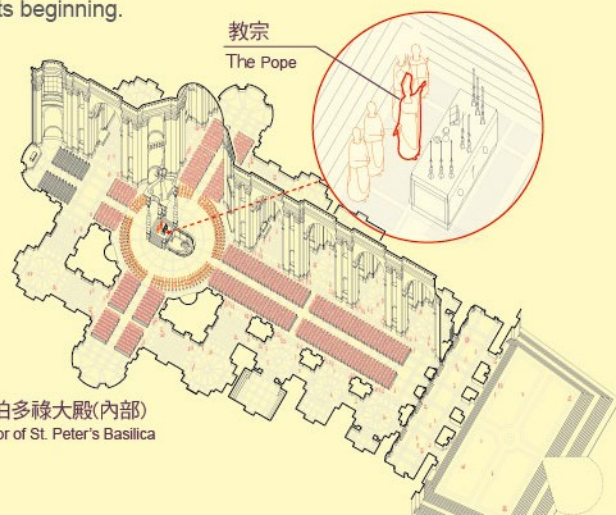 ts beginning.
教宗
The Pope
伯多祿大殿(內部)
or of St. Peter's Basilica